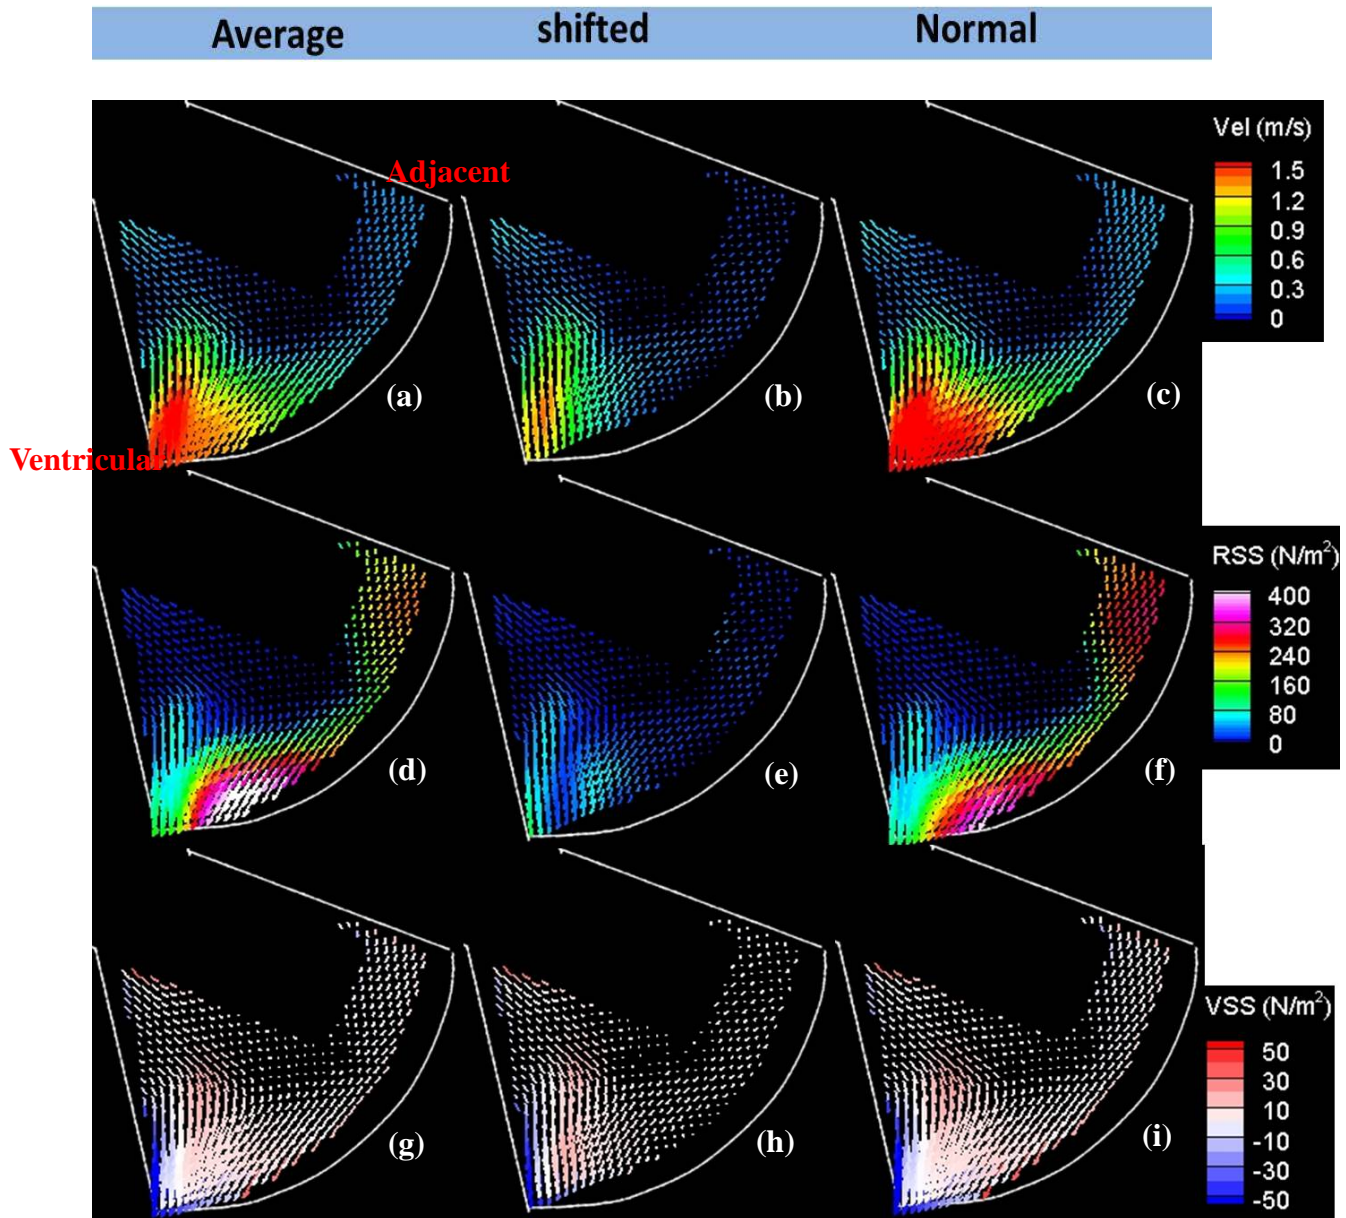 Average shifted Normal
Vel (m/s)
1.5
1.2
0.9
0.6
0.3
0
Adjacent
(a) (b) (c)
Ventricular
RSS (N/m²)
400
320
240
160
80
0
(d) (e) (f)
VSS (N/m²)
50
30
10
-10
-30
-50
(g) (h) (i)